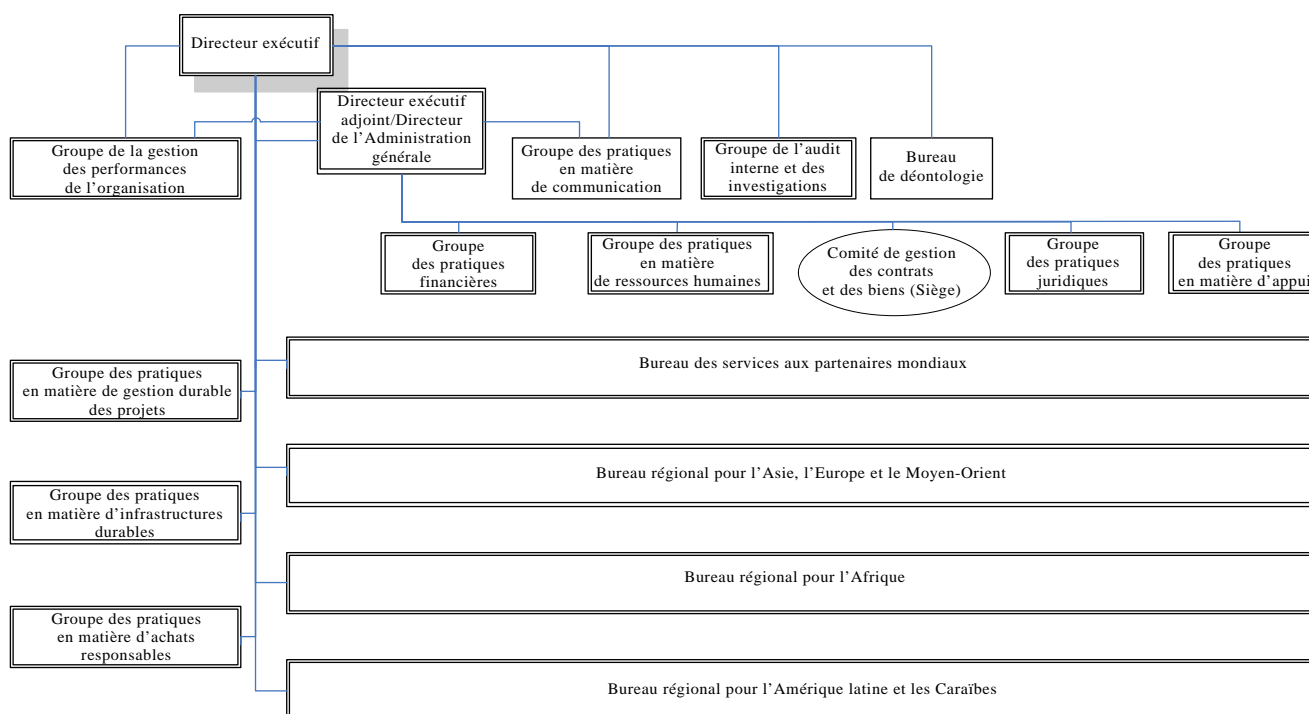 Directeur exécutif
Directeur exécutif
adjoint/Directeur
de l’Administration
générale
Groupe de la gestion
des performances
de l’organisation
Groupe des pratiques
en matière
de communication
Groupe de l’audit
interne et des
investigations
Bureau
de déontologie
Groupe
des pratiques
financières
Groupe des pratiques
en matière
de ressources humaines
Comité de gestion
des contrats
et des biens (Siège)
Groupe
des pratiques
juridiques
Groupe
des pratiques
en matière d’appui
Bureau des services aux partenaires mondiaux
Groupe des pratiques
en matière de gestion durable
des projets
Bureau régional pour l’Asie, l’Europe et le Moyen-Orient
Groupe des pratiques
en matière d’infrastructures
durables
Bureau régional pour l’Afrique
Groupe des pratiques
en matière d’achats
responsables
Bureau régional pour l’Amérique latine et les Caraïbes